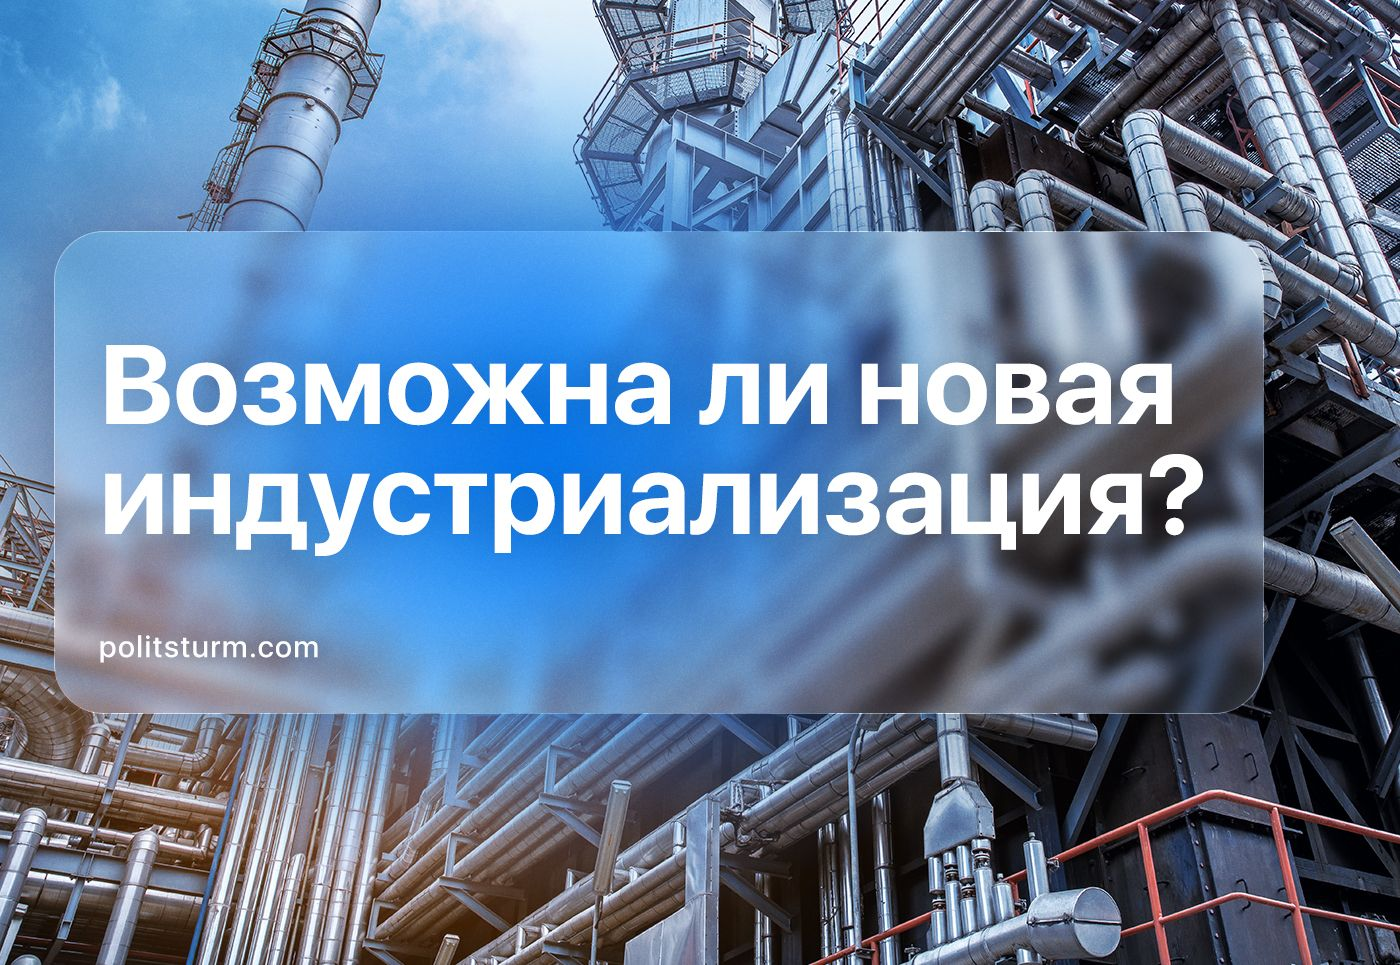 Возможна ли новая
индустриализация?
politsturm.com